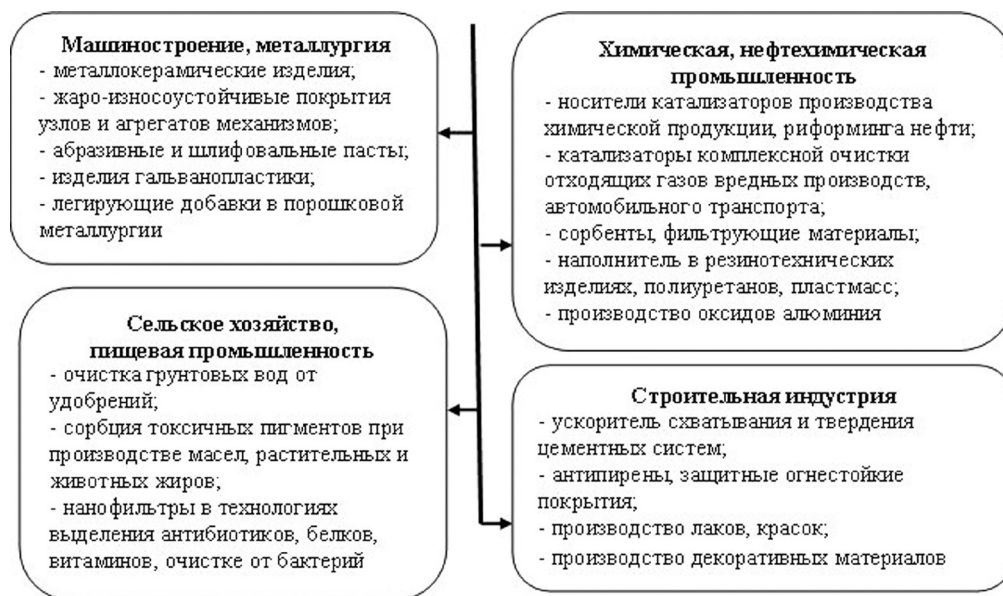 Машиностроение, металлургия
- металлокерамические изделия;
- жаро-износоустойчивые покрытия
узлов и агрегатов механизмов;
- абразивные и шлифовальные пасты;
- изделия гальванопластики;
- легирующие добавки в порошковой
металлургии
Химическая, нефтехимическая
промышленность
- носители катализаторов производства
химической продукции, риформинга нефти;
- катализаторы комплексной очистки
отходящих газов вредных производств,
автомобильного транспорта;
- сорбенты, фильтрующие материалы;
- наполнитель в резинотехнических
изделиях, полиуретанов, пластмасс;
- производство оксидов алюминия
Сельское хозяйство,
пищевая промышленность
- очистка грунтовых вод от
удобрений;
- сорбция токсичных пигментов при
производстве масел, растительных и
животных жиров;
- нанофильтры в технологиях
выделения антибиотиков, белков,
витаминов, очистке от бактерий
Строительная индустрия
- ускоритель схватывания и твердения
цементных систем;
- антипирены, защитные огнестойкие
покрытия;
- производство лаков, красок;
- производство декоративных материалов